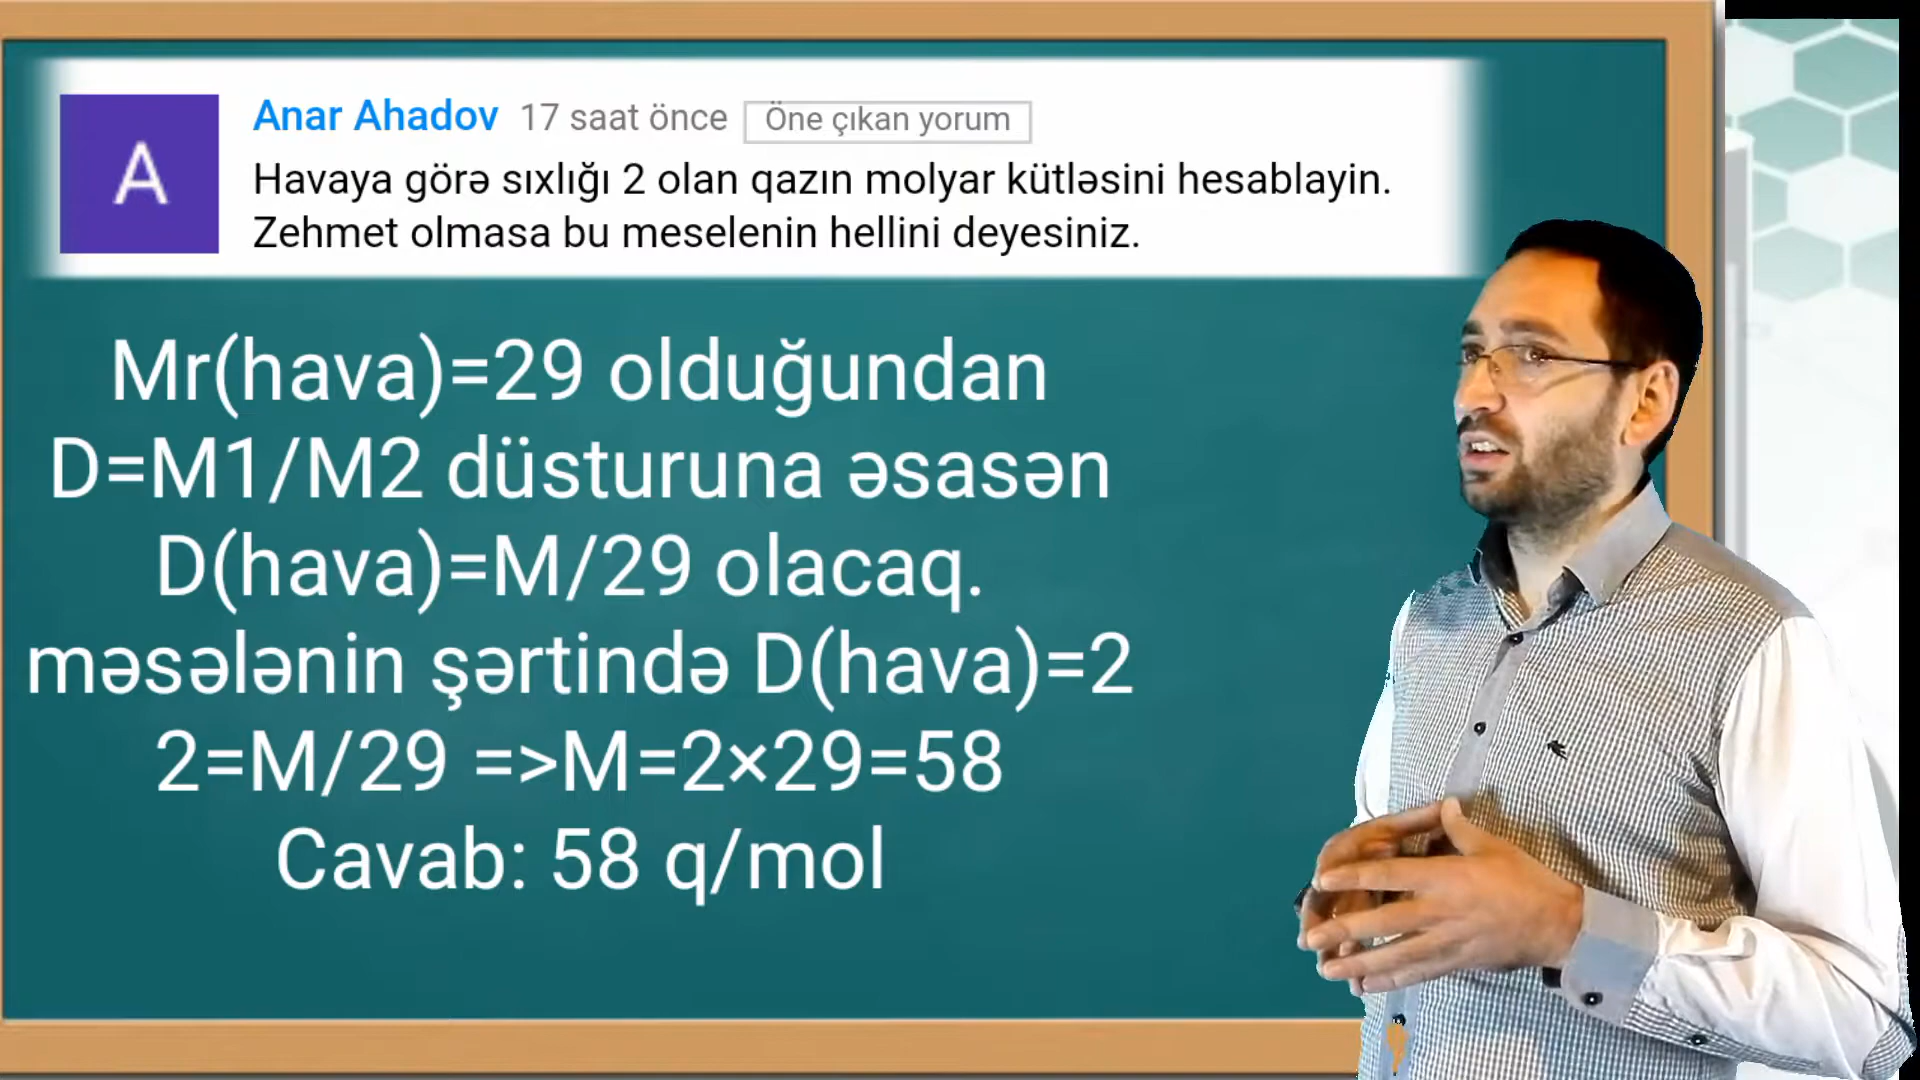 A
Anar Ahadov 17 saat önce Öne çıkan yorum
Havaya görə sıxlığı 2 olan qazın molyar kütləsini hesablayin.
Zehmet olmasa bu meselenin hellini deyesiniz.
Mr(hava)=29 olduğundan
D=M1/M2 düsturuna əsasən
D(hava)=M/29 olacaq.
məsələnin şərtində D(hava)=2
2=M/29 =>M=2×29=58
Cavab: 58 q/mol